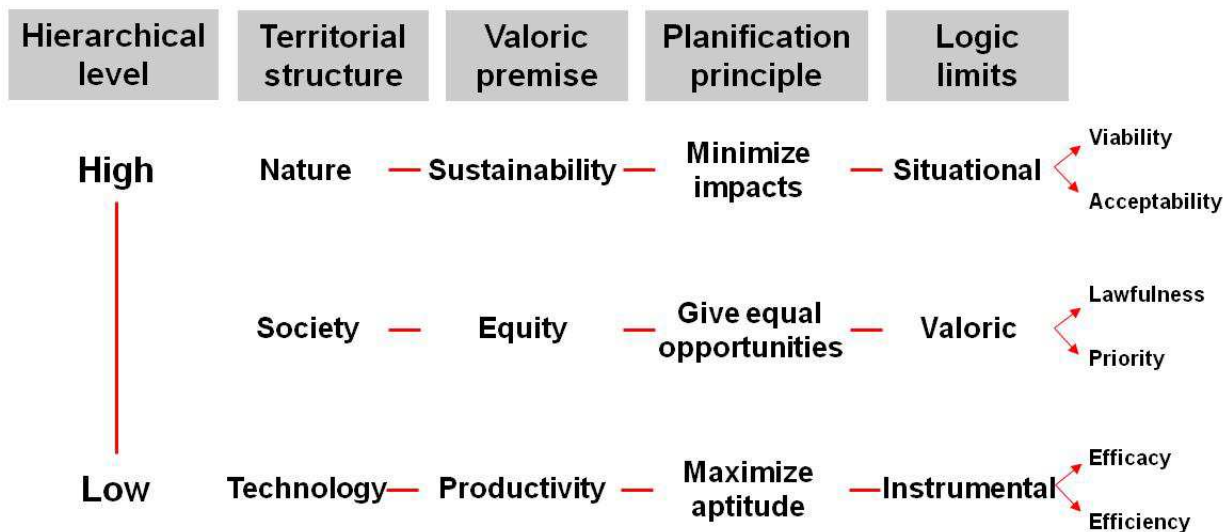 Hierarchical level
Territorial structure
Valoric premise
Planification principle
Logic limits
High
Nature
Sustainability
Minimize impacts
Situational
Viability
Acceptability
Society
Equity
Give equal opportunities
Valoric
Lawfulness
Priority
Low
Technology
Productivity
Maximize aptitude
Instrumental
Efficacy
Efficiency